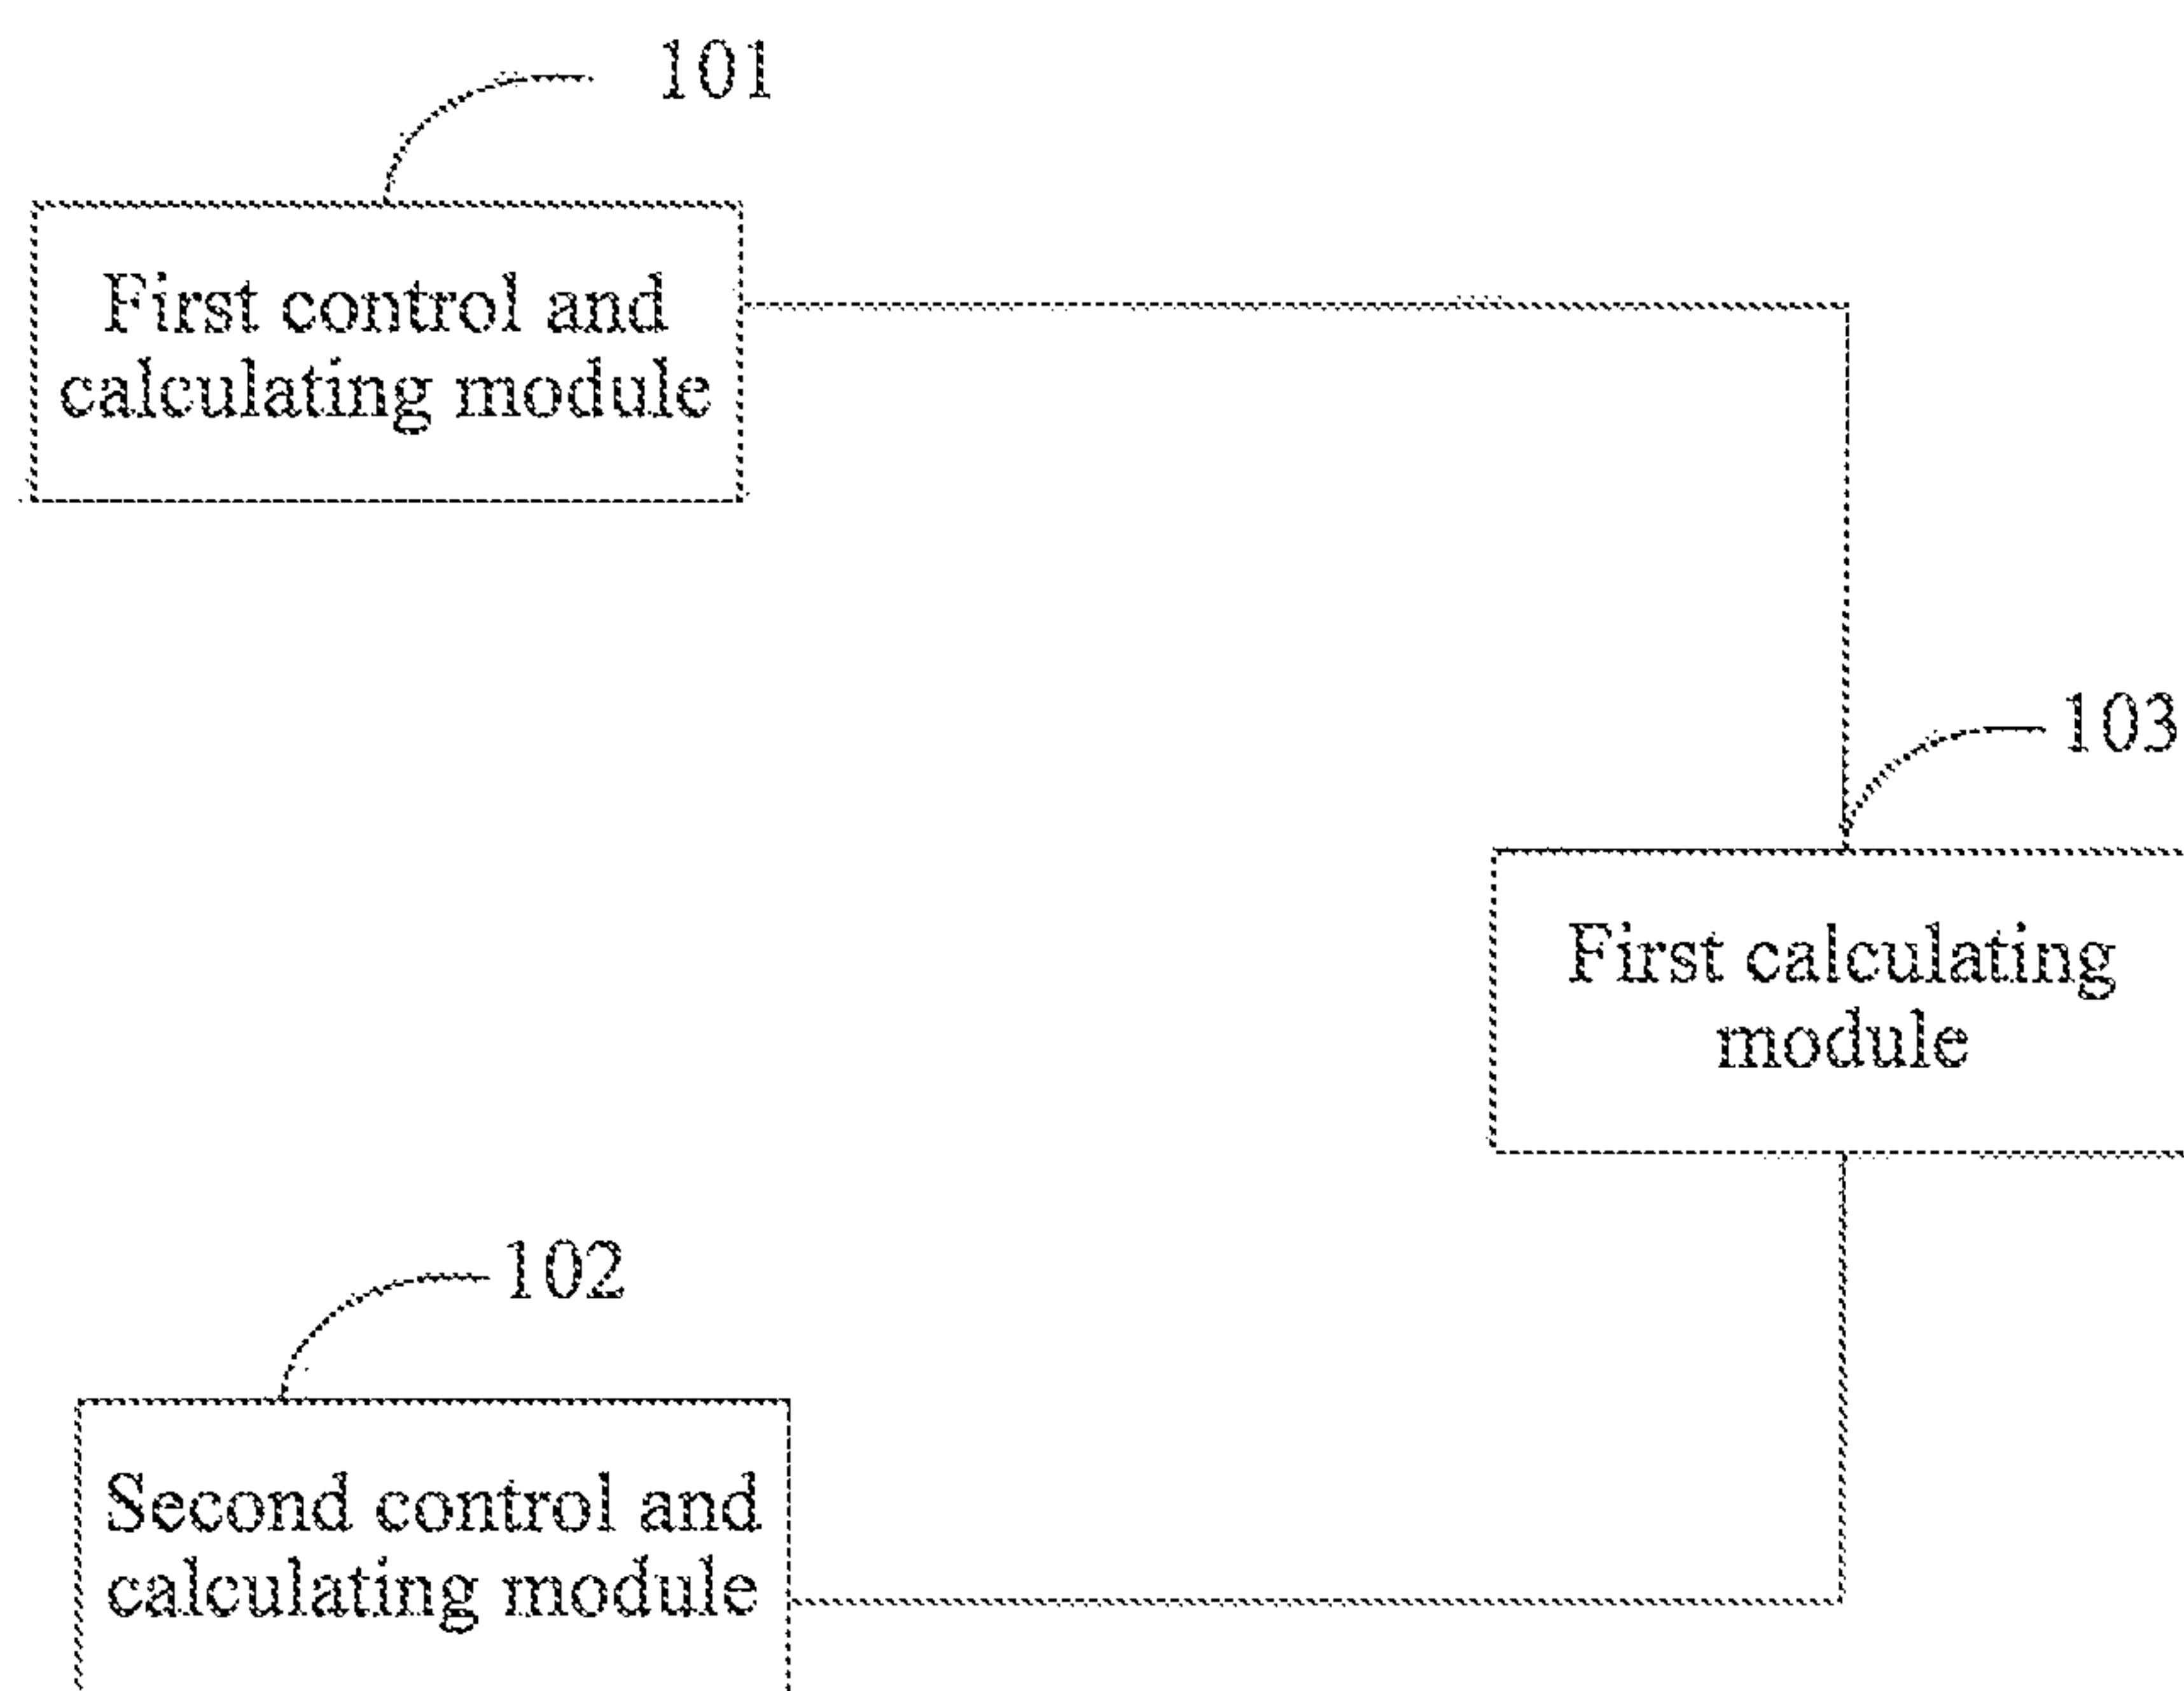 101
First control and
calculating module
103
First calculating
module
102
Second control and
calculating module